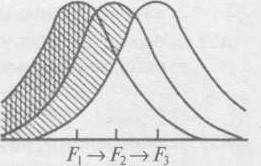 F₁ → F₂ → F₃